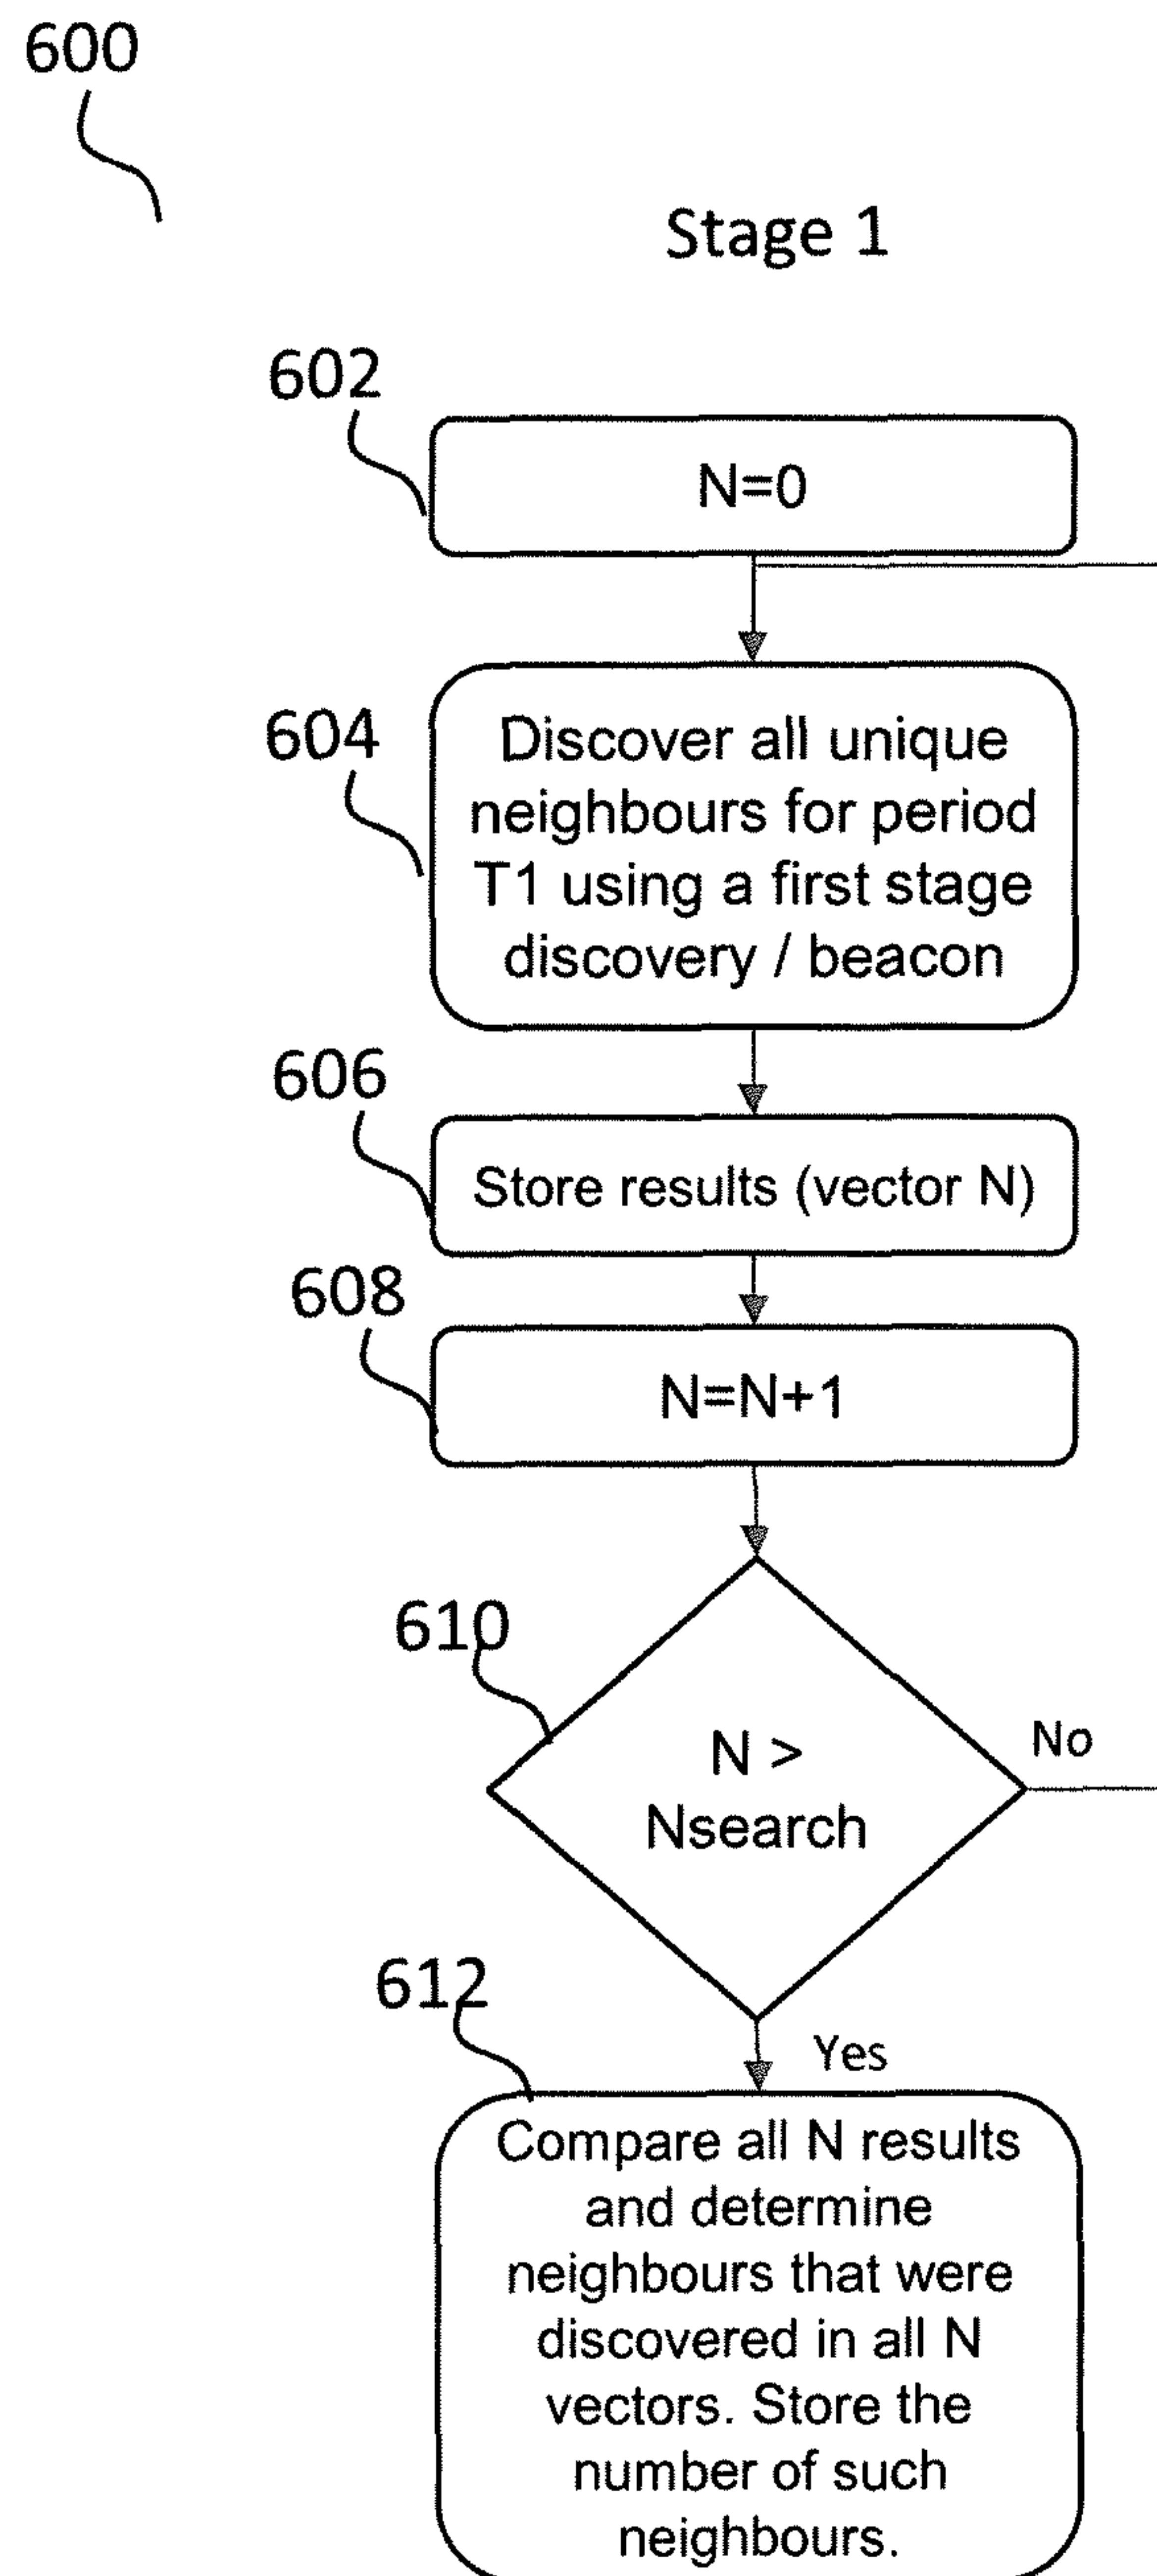 600
Stage 1
602
N=0
604
Discover all unique
neighbours for period
T1 using a first stage
discovery / beacon
606
Store results (vector N)
608
N=N+1
610
N >
Nsearch
No
612
Yes
Compare all N results
and determine
neighbours that were
discovered in all N
vectors. Store the
number of such
neighbours.